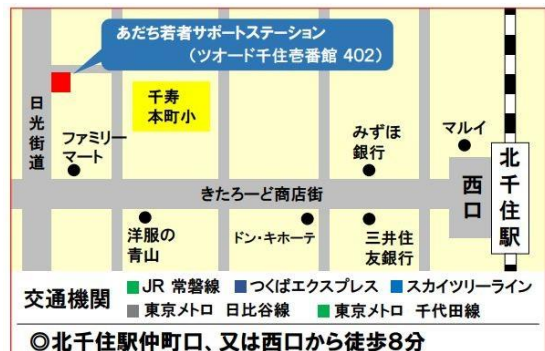 あだち若者サポートステーション
(ツオード千住壱番館 402)
日光街道
千寿
本町小
ファミリー
マート
みずほ
銀行
マルイ
北千住駅
西口
きたろーど商店街
洋服の
青山
ドン・キホーテ
三井住
友銀行
交通機関
JR 常磐線 つくばエクスプレス スカイツリーライン
東京メトロ 日比谷線 東京メトロ 千代田線
◎北千住駅仲町口、又は西口から徒歩8分